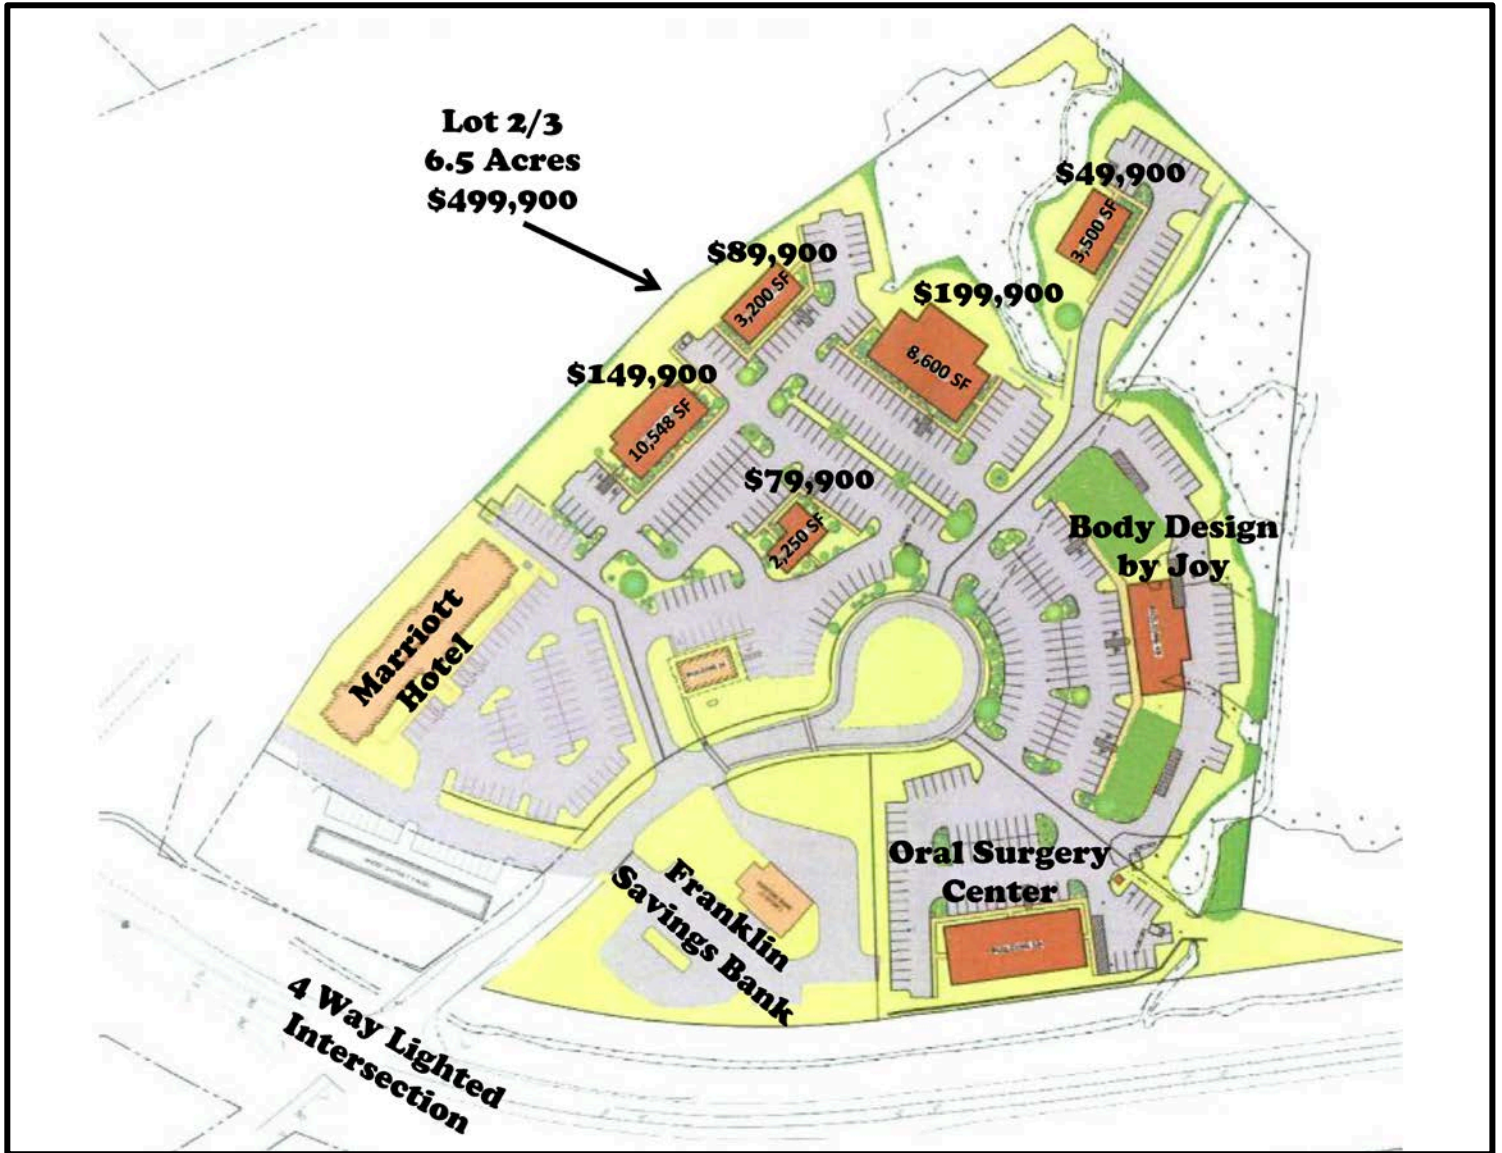 Lot 2/3
6.5 Acres
$499,900
$49,900
3,500 SF
$89,900
3,200 SF
$199,900
8,600 SF
$149,900
10,548 SF
$79,900
2,250 SF
Body Design
by Joy
Marriott
Hotel
Oral Surgery
Center
Franklin
Savings Bank
4 Way Lighted
Intersection